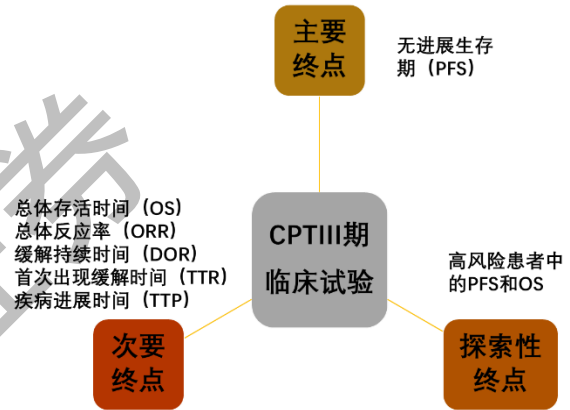 主要
终点
无进展生存
期（PFS）
总体存活时间（OS）
总体反应率（ORR）
缓解持续时间（DOR）
首次出现缓解时间（TTR）
疾病进展时间（TTP）
CPTIII期
临床试验
高风险患者中
的PFS和OS
次要
终点
探索性
终点
券